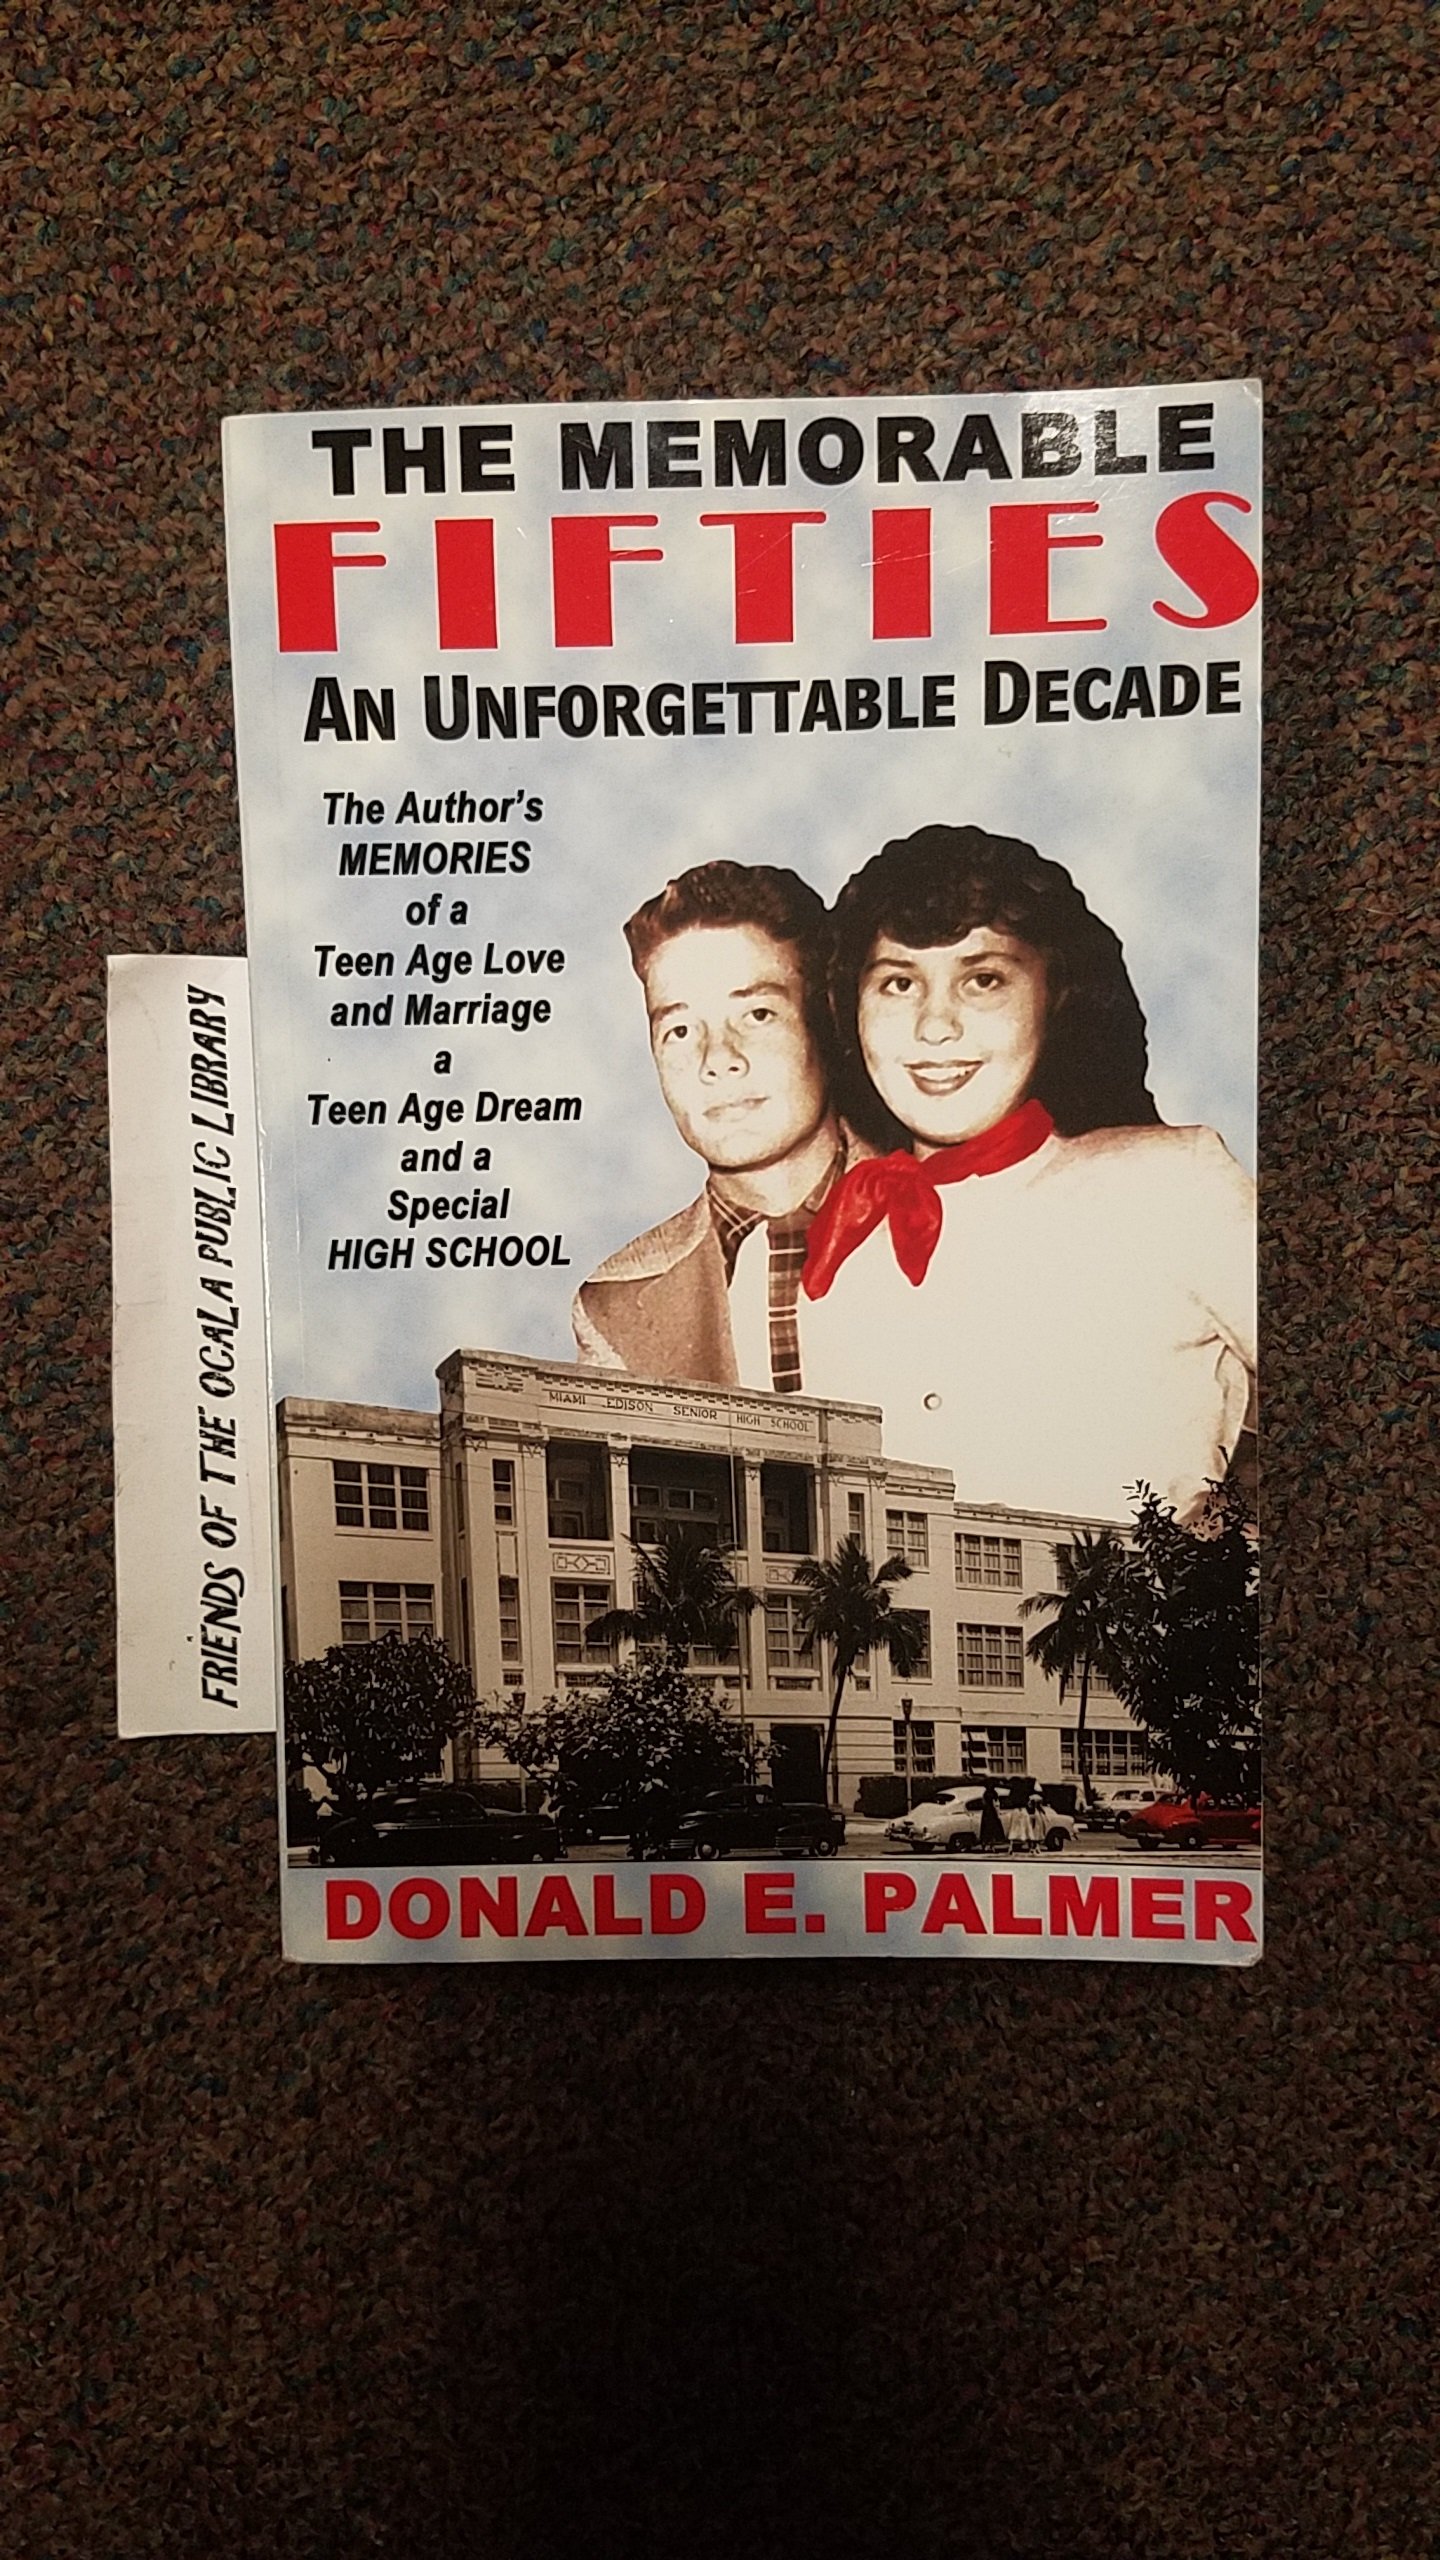 THE MEMORABLE
FIFTIES
AN UNFORGETTABLE DECADE
The Author's
MEMORIES
of a
Teen Age Love
and Marriage
a
Teen Age Dream
and a
Special
HIGH SCHOOL
MIAMI EDISON SENIOR HIGH SCHOOL
DONALD E. PALMER
FRIENDS OF THE OCALA PUBLIC LIBRARY